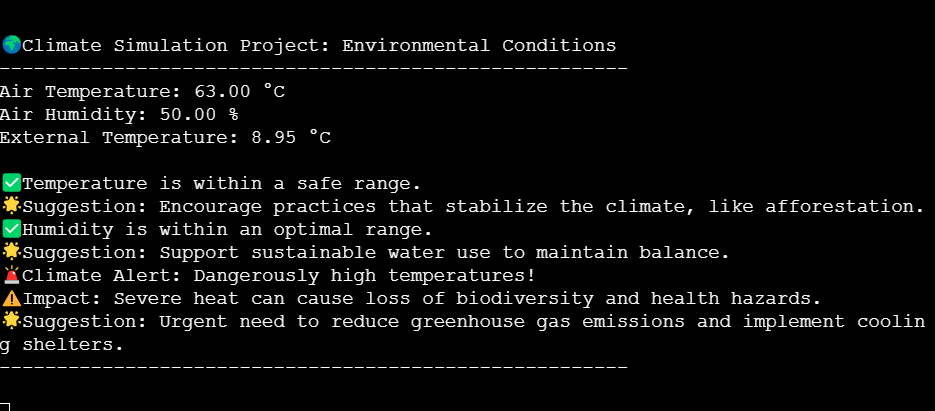 🌍Climate Simulation Project: Environmental Conditions
-------------------------------------------------------
Air Temperature: 63.00 °C
Air Humidity: 50.00 %
External Temperature: 8.95 °C
✅Temperature is within a safe range.
🌟Suggestion: Encourage practices that stabilize the climate, like afforestation.
✅Humidity is within an optimal range.
🌟Suggestion: Support sustainable water use to maintain balance.
🚨Climate Alert: Dangerously high temperatures!
⚠️Impact: Severe heat can cause loss of biodiversity and health hazards.
🌟Suggestion: Urgent need to reduce greenhouse gas emissions and implement coolin
g shelters.
-------------------------------------------------------